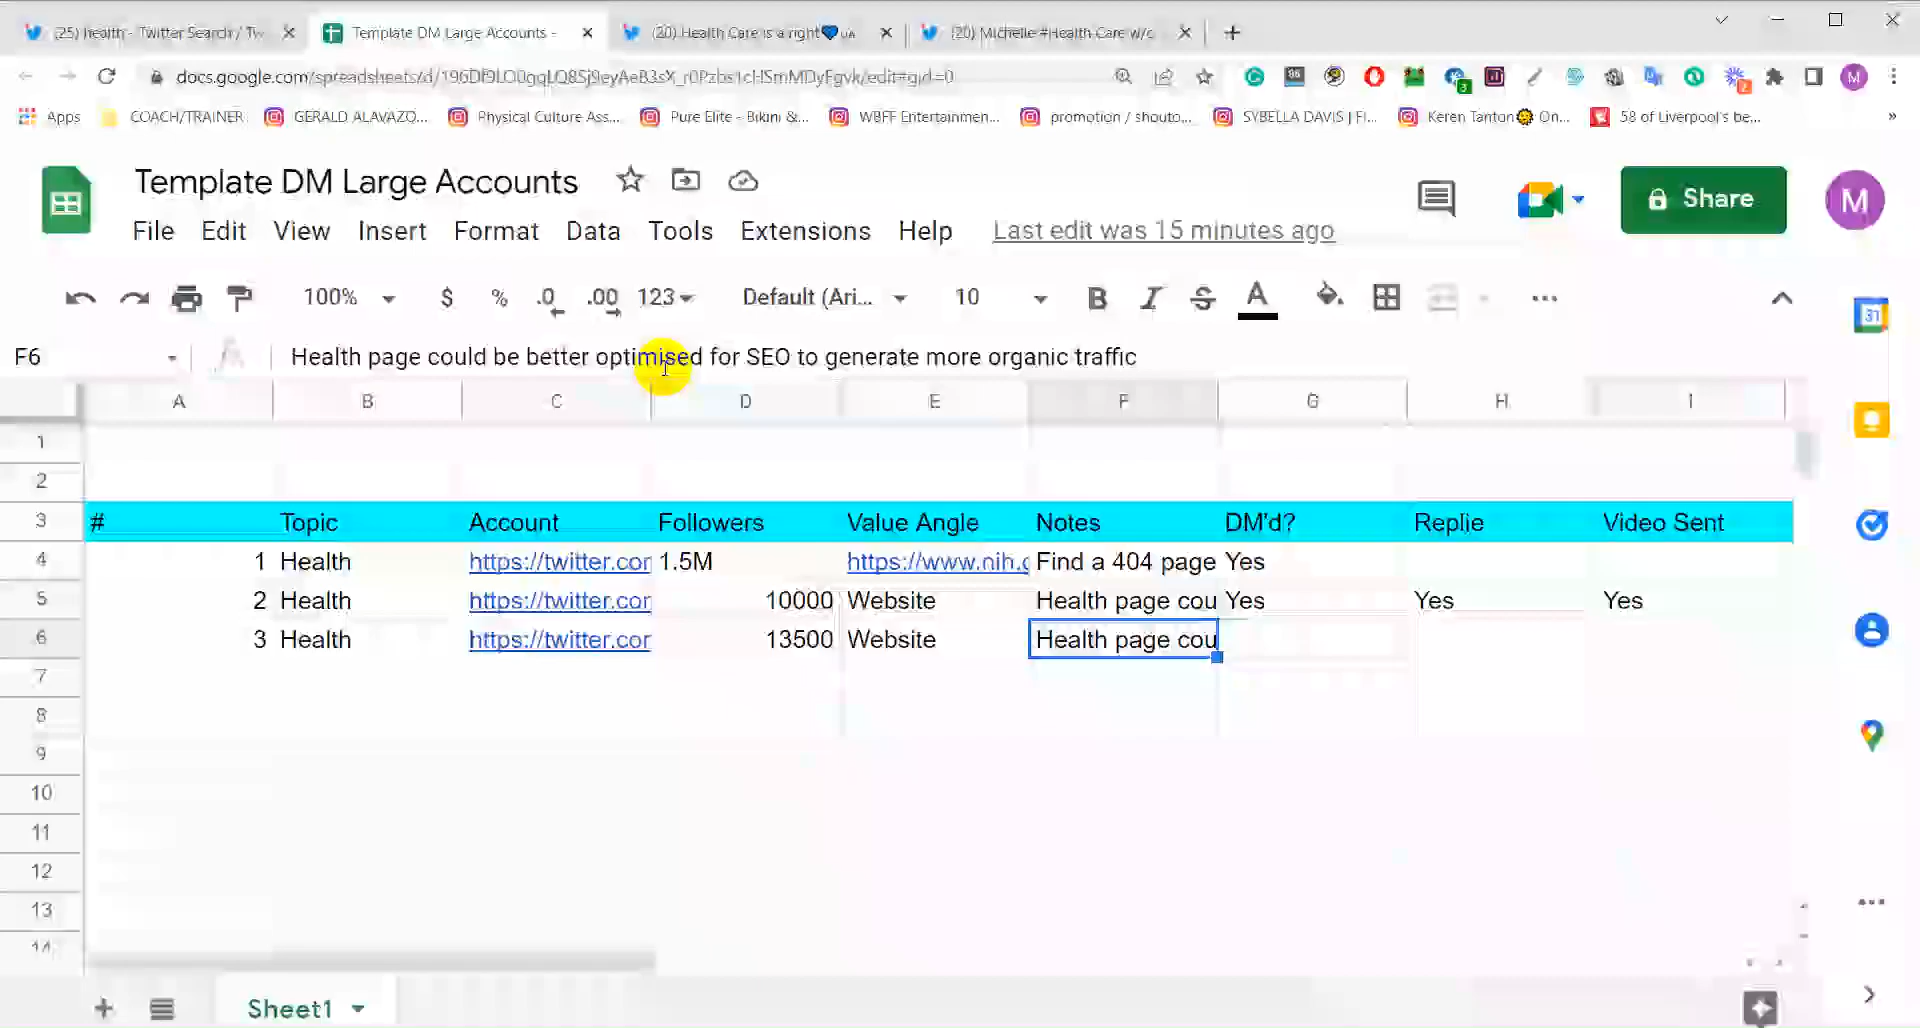 (25) health - Twitter Search / Tw
Template DM Large Accounts -
(20) Health Care is a right💙UA
(20) Michelle #Health Care w/c
Apps
COACH/TRAINER
GERALD ALAVAZO...
Physical Culture Ass...
Pure Elite - Bikini &...
WBFF Entertainmen...
promotion / shouto...
SYBELLA DAVIS | Fi...
Keren Tanton🌻 On...
58 of Liverpool's be...
»
Template DM Large Accounts
File Edit View Insert Format Data Tools Extensions Help Last edit was 15 minutes ago
Share
M
100% $ % .0 .00 123 Default (Ari... 10 B I S A
F6 Health page could be better optimised for SEO to generate more organic traffic
A B C D E F G H I
1
2
3 # Topic Account Followers Value Angle Notes DM'd? Replie Video Sent
4 1 Health https://twitter.cor 1.5M https://www.nih.g Find a 404 page Yes
5 2 Health https://twitter.cor 10000 Website Health page cou Yes Yes Yes
6 3 Health https://twitter.cor 13500 Website Health page cou
7
8
9
10
11
12
13
14
Sheet1
31